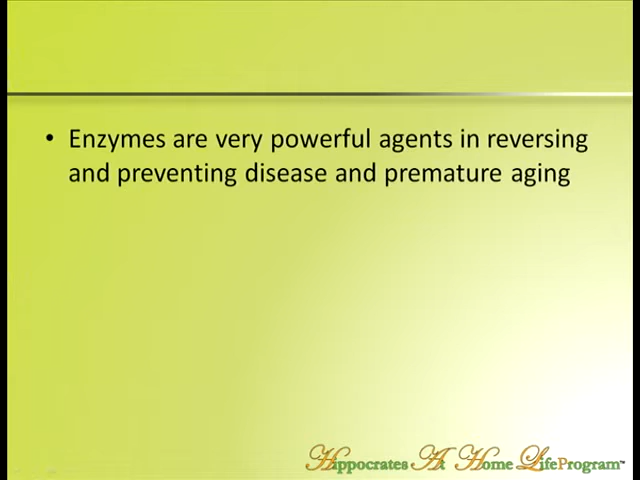 • Enzymes are very powerful agents in reversing
and preventing disease and premature aging
Hippocrates At Home LifeProgram™